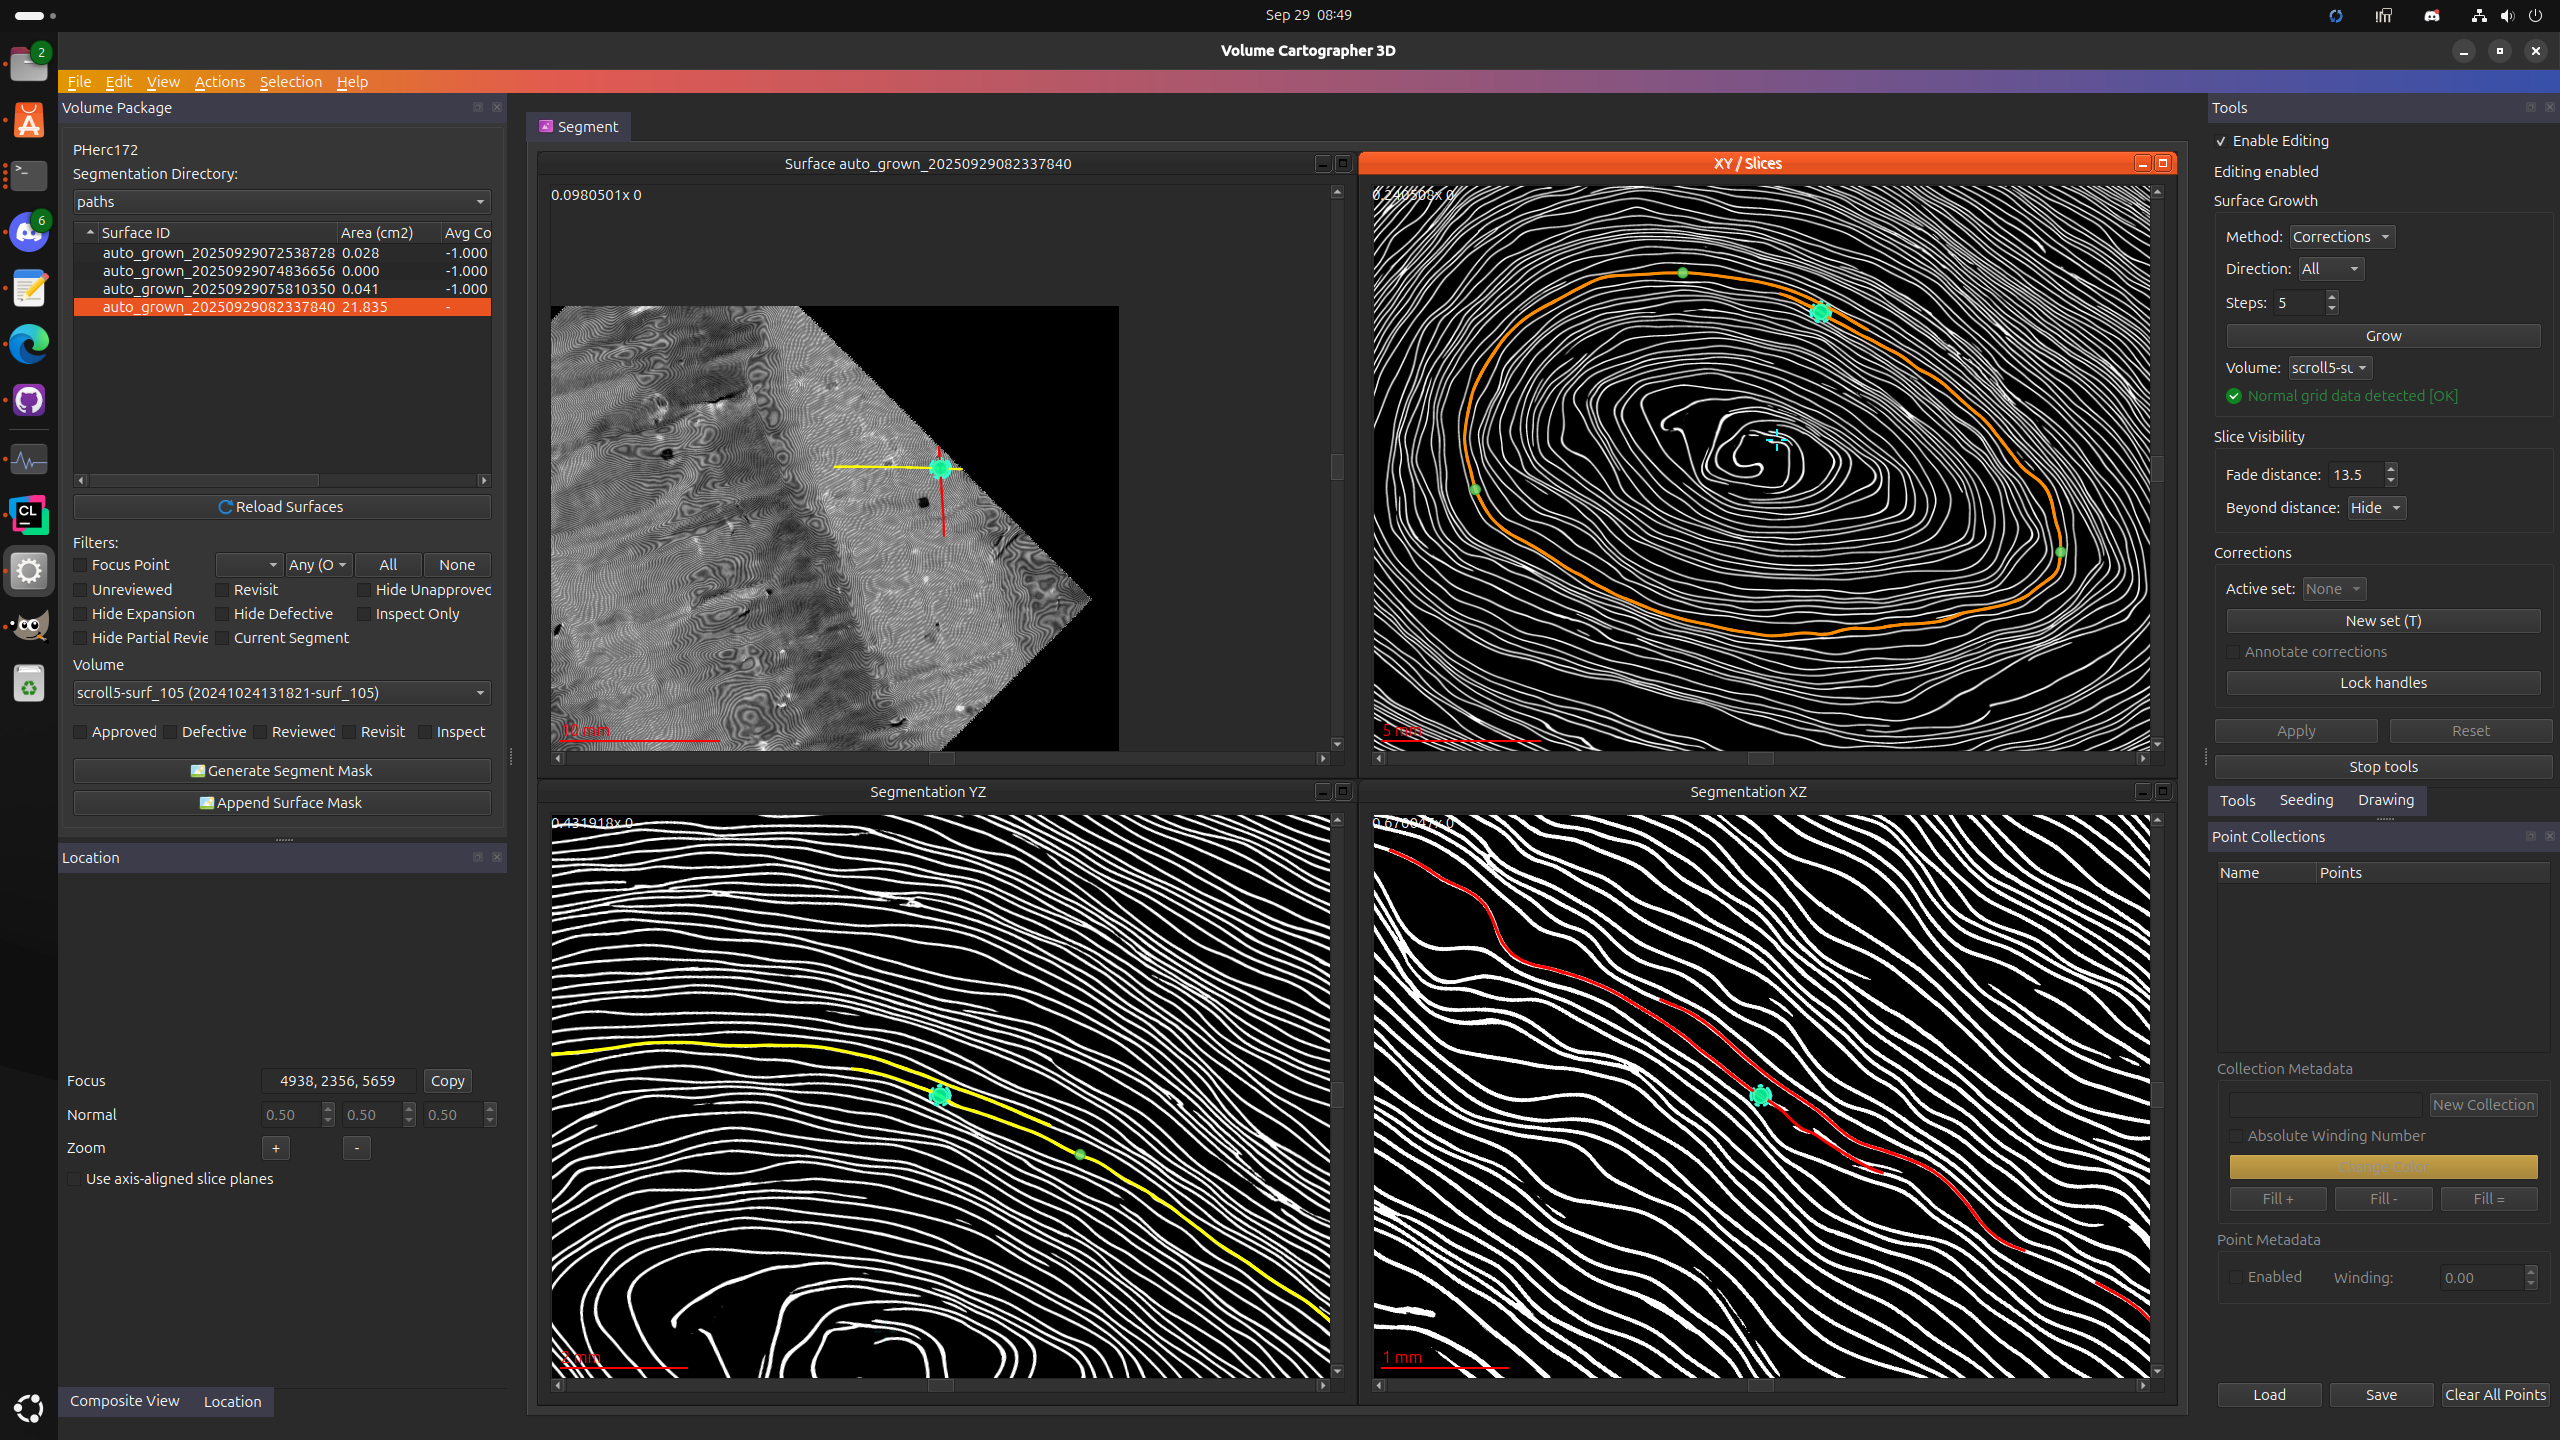 Sep 29 08:49
Volume Cartographer 3D
File Edit View Actions Selection Help
2
6
Volume Package
PHerc172
Segmentation Directory:
paths
Surface ID Area (cm2) Avg Co
auto_grown_20250929072538728 0.028 -1.000
auto_grown_20250929074836656 0.000 -1.000
auto_grown_20250929075810350 0.041 -1.000
auto_grown_20250929082337840 21.835 -
Reload Surfaces
Filters:
Focus Point Any (O All None
Unreviewed Revisit Hide Unapproved
Hide Expansion Hide Defective Inspect Only
Hide Partial Revie Current Segment
Volume
scroll5-surf_105 (20241024131821-surf_105)
Approved Defective Reviewed Revisit Inspect
Generate Segment Mask
Append Surface Mask
Location
Focus 4938, 2356, 5659 Copy
Normal 0.50 0.50 0.50
Zoom + -
Use axis-aligned slice planes
Composite View Location
Segment
Surface auto_grown_20250929082337840
0.0980501x 0
10 mm
XY / Slices
0.240508x 0
5 mm
Segmentation YZ
0.431918x 0
2 mm
Segmentation XZ
0.670047x 0
1 mm
Tools
Enable Editing
Editing enabled
Surface Growth
Method: Corrections
Direction: All
Steps: 5
Grow
Volume: scroll5-su
Normal grid data detected [OK]
Slice Visibility
Fade distance: 13.5
Beyond distance: Hide
Corrections
Active set: None
New set (T)
Annotate corrections
Lock handles
Apply Reset
Stop tools
Tools Seeding Drawing
Point Collections
Name Points
Collection Metadata
New Collection
Absolute Winding Number
Fill + Fill - Fill =
Point Metadata
Enabled Winding: 0.00
Load Save Clear All Points